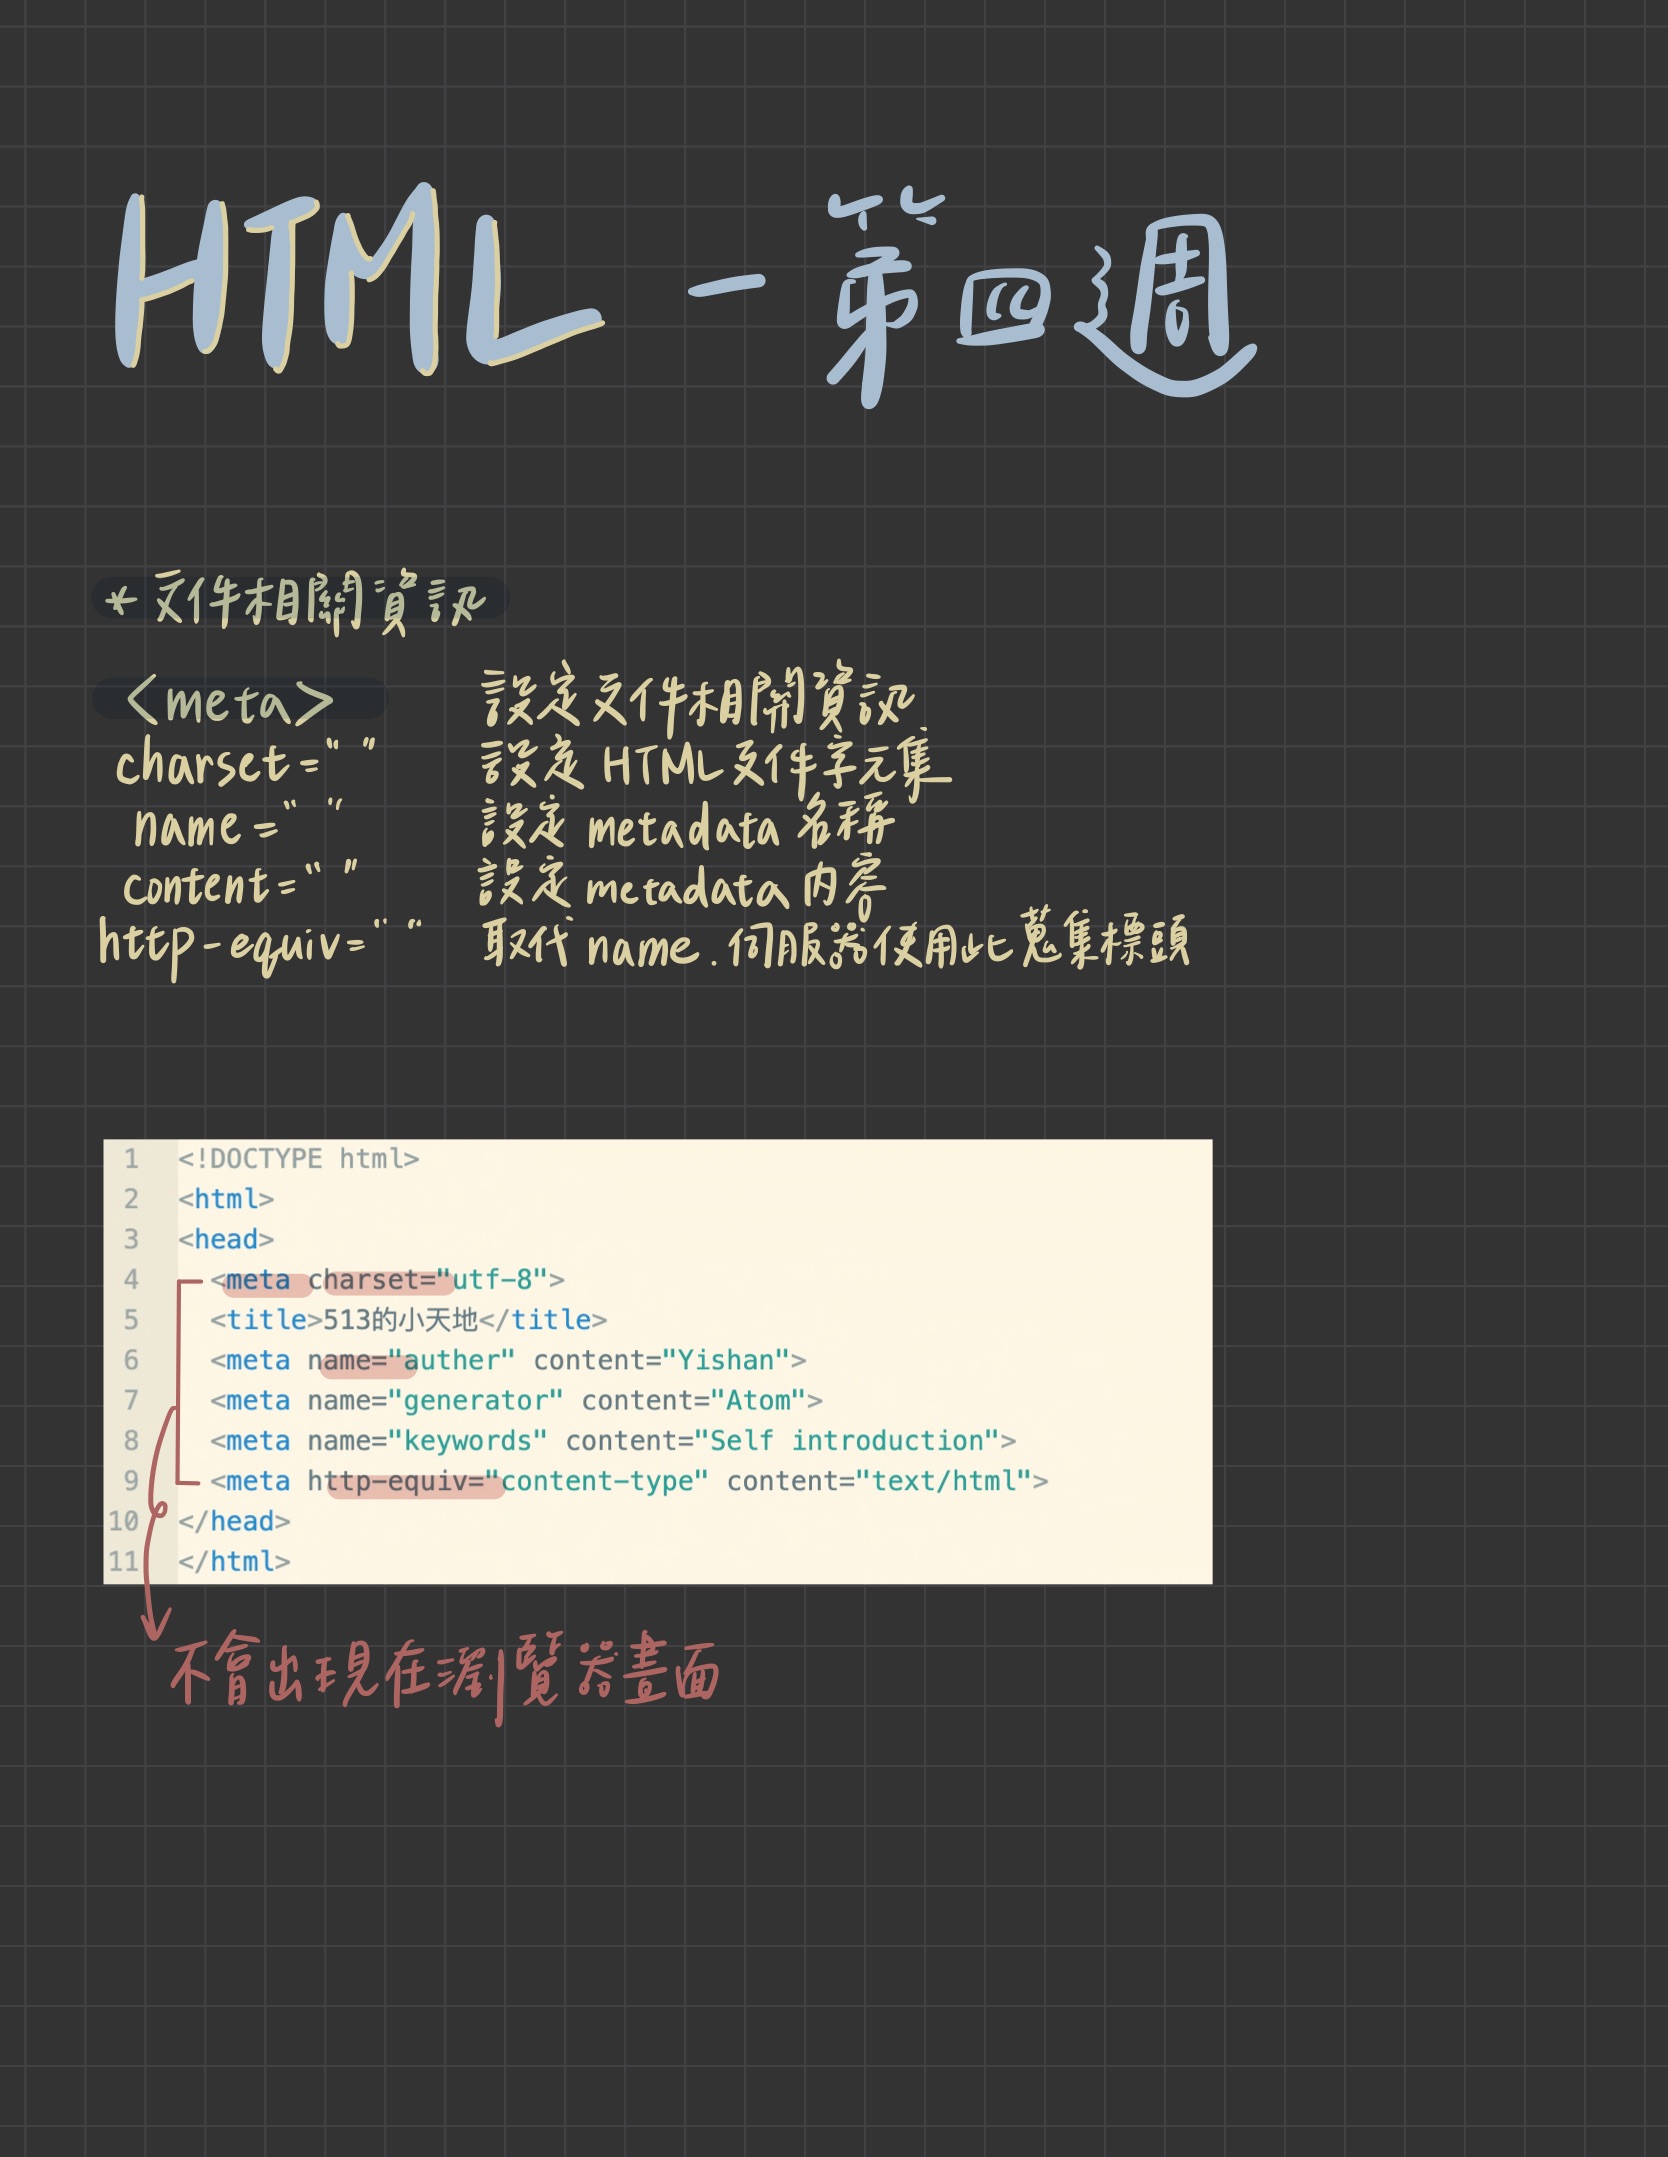 HTML - 第四週
* 文件相關資訊
<meta> 設定文件相關資訊
charset=" " 設定 HTML文件字元集
name=" " 設定 metadata 名稱
content=" " 設定 metadata 內容
http-equiv=" " 取代 name. 伺服器使用此蒐集標頭
1 <!DOCTYPE html>
2 <html>
3 <head>
4 <meta charset="utf-8">
5 <title>513的小天地</title>
6 <meta name="auther" content="Yishan">
7 <meta name="generator" content="Atom">
8 <meta name="keywords" content="Self introduction">
9 <meta http-equiv="content-type" content="text/html">
10 </head>
11 </html>
不會出現在瀏覽器畫面